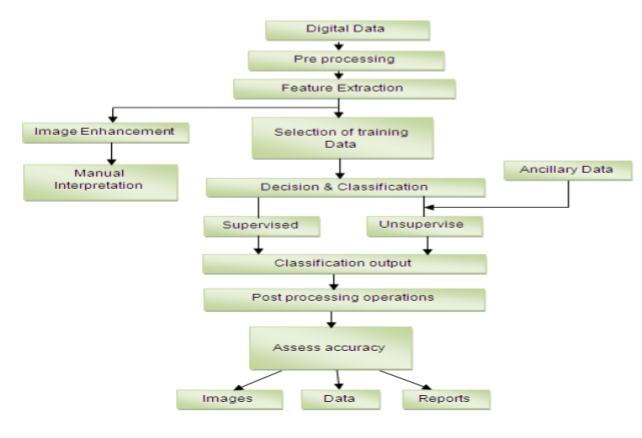 Digital Data
Pre processing
Feature Extraction
Image Enhancement
Selection of training
Data
Manual
Interpretation
Ancillary Data
Decision & Classification
Supervised
Unsupervise
Classification output
Post processing operations
Assess accuracy
Images
Data
Reports